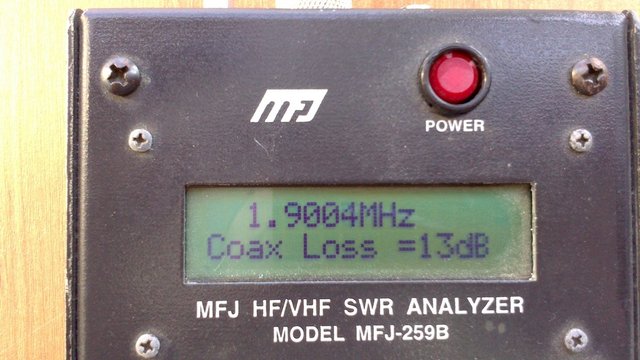 MFJ
POWER
1.9004MHz
Coax Loss =13dB
MFJ HF/VHF SWR ANALYZER
MODEL MFJ-259B